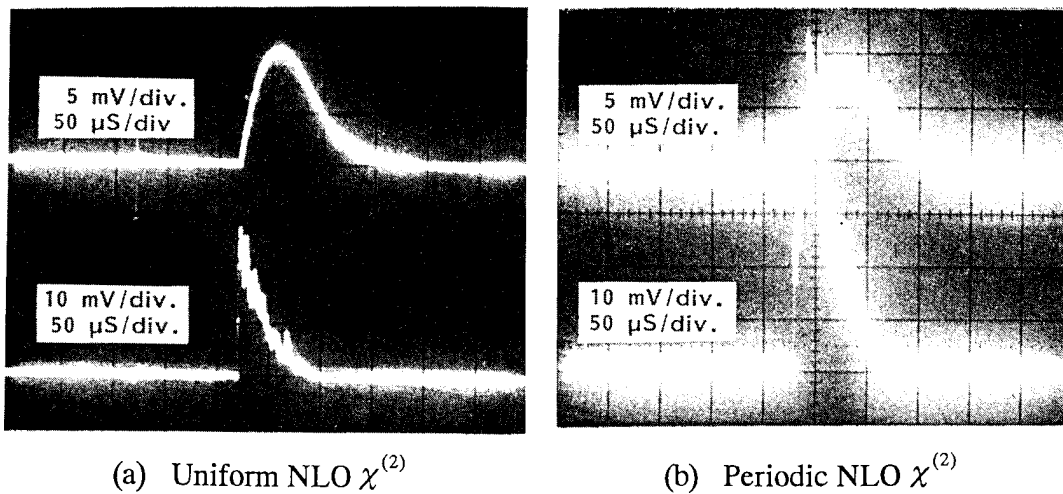 5 mV/div.
50 μS/div
10 mV/div.
50 μS/div.
5 mV/div.
50 μS/div.
10 mV/div.
50 μS/div.
(a) Uniform NLO χ(2)
(b) Periodic NLO χ(2)